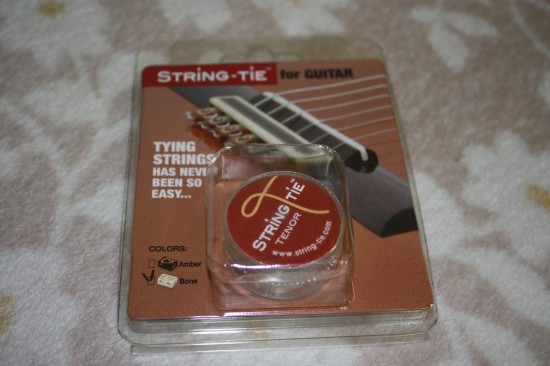 STRING-TIE™ for GUITAR
TYING
STRINGS
HAS NEVE
BEEN SO
EASY...
STRING-TIE
TENOR
www.string-tie.com
COLORS:
Amber
Bone